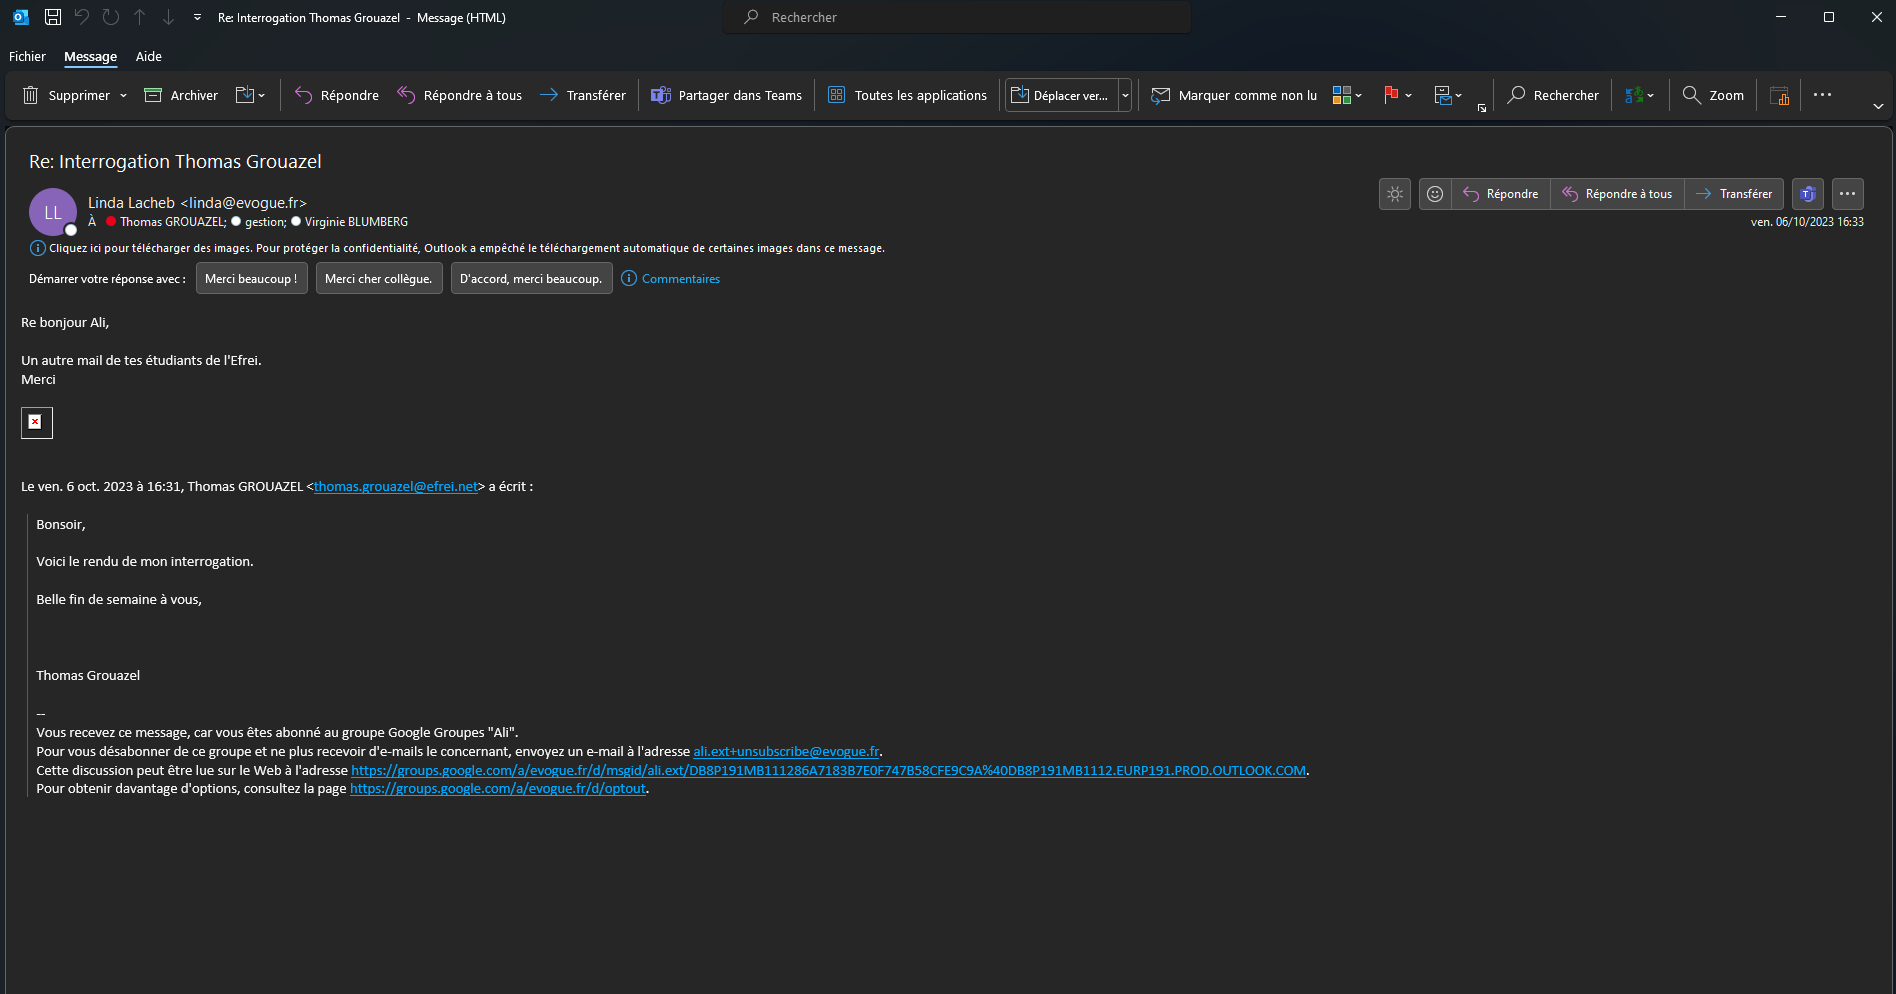 Re: Interrogation Thomas Grouazel - Message (HTML)
Rechercher
Fichier Message Aide
Supprimer Archiver Répondre Répondre à tous Transférer Partager dans Teams Toutes les applications Déplacer ver... Marquer comme non lu Rechercher Zoom
Re: Interrogation Thomas Grouazel
LL
Linda Lacheb <linda@evogue.fr>
À Thomas GROUAZEL; gestion; Virginie BLUMBERG
Répondre Répondre à tous Transférer
ven. 06/10/2023 16:33
Cliquez ici pour télécharger des images. Pour protéger la confidentialité, Outlook a empêché le téléchargement automatique de certaines images dans ce message.
Démarrer votre réponse avec : Merci beaucoup ! Merci cher collègue. D'accord, merci beaucoup. Commentaires
Re bonjour Ali,
Un autre mail de tes étudiants de l'Efrei.
Merci
Le ven. 6 oct. 2023 à 16:31, Thomas GROUAZEL <thomas.grouazel@efrei.net> a écrit :
Bonsoir,
Voici le rendu de mon interrogation.
Belle fin de semaine à vous,
Thomas Grouazel
--
Vous recevez ce message, car vous êtes abonné au groupe Google Groupes "Ali".
Pour vous désabonner de ce groupe et ne plus recevoir d'e-mails le concernant, envoyez un e-mail à l'adresse ali.ext+unsubscribe@evogue.fr.
Cette discussion peut être lue sur le Web à l'adresse https://groups.google.com/a/evogue.fr/d/msgid/ali.ext/DB8P191MB111286A7183B7E0F747B58CFE9C9A%40DB8P191MB1112.EURP191.PROD.OUTLOOK.COM.
Pour obtenir davantage d'options, consultez la page https://groups.google.com/a/evogue.fr/d/optout.